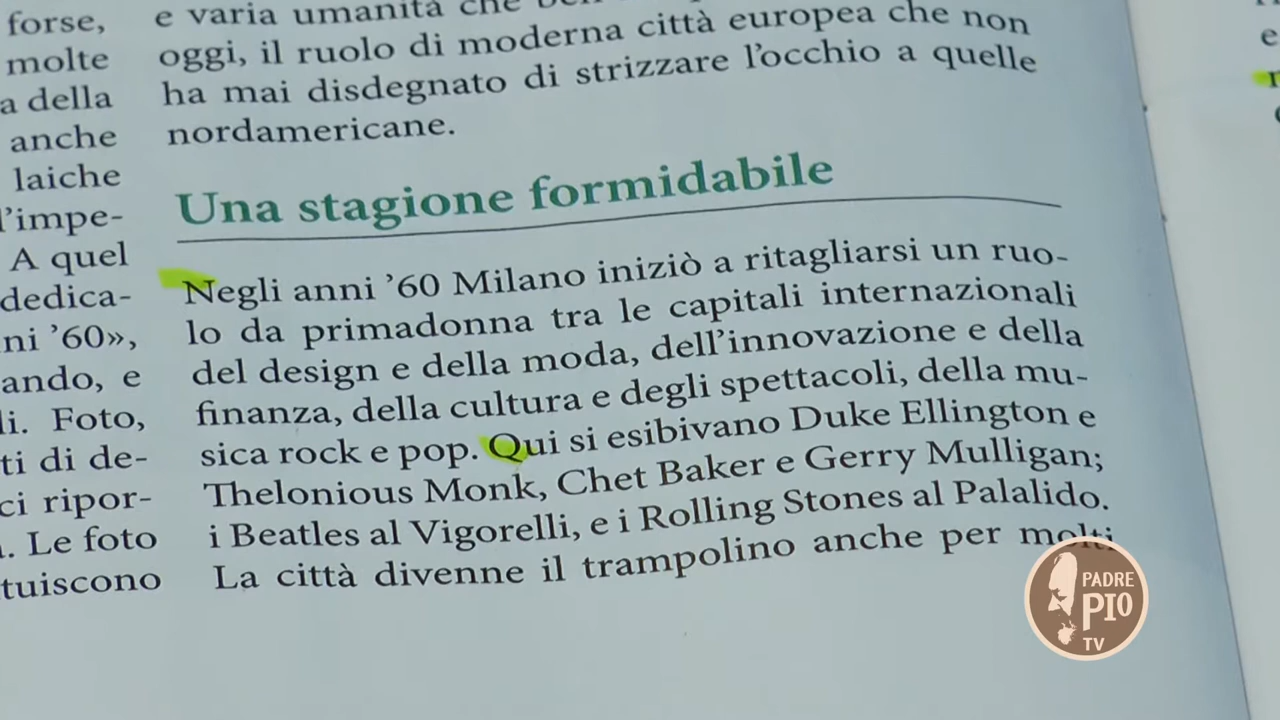 forse,
molte
a della
anche
laiche
l'impe-
A quel
dedica-
ni '60»,
ando, e
li. Foto,
ti di de-
ci ripor-
. Le foto
tuiscono
e varia umanità che
oggi, il ruolo di moderna città europea che non
ha mai disdegnato di strizzare l'occhio a quelle
nordamericane.
Una stagione formidabile
Negli anni '60 Milano iniziò a ritagliarsi un ruo-
lo da primadonna tra le capitali internazionali
del design e della moda, dell'innovazione e della
finanza, della cultura e degli spettacoli, della mu-
sica rock e pop. Qui si esibivano Duke Ellington e
Thelonious Monk, Chet Baker e Gerry Mulligan;
i Beatles al Vigorelli, e i Rolling Stones al Palalido.
La città divenne il trampolino anche per molti
PADRE
PIO
TV